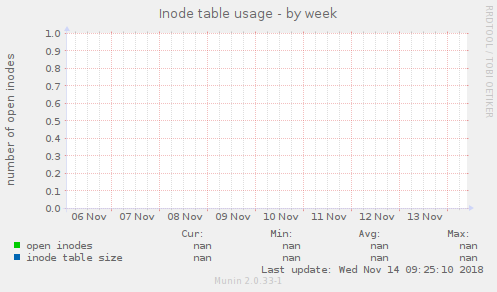 Inode table usage - by week
RRDTOOL / TOBI OETIKER
number of open inodes
1.0
0.9
0.8
0.7
0.6
0.5
0.4
0.3
0.2
0.1
0.0
06 Nov 07 Nov 08 Nov 09 Nov 10 Nov 11 Nov 12 Nov 13 Nov
Cur: Min: Avg: Max:
open inodes nan nan nan nan
inode table size nan nan nan nan
Last update: Wed Nov 14 09:25:10 2018
Munin 2.0.33-1